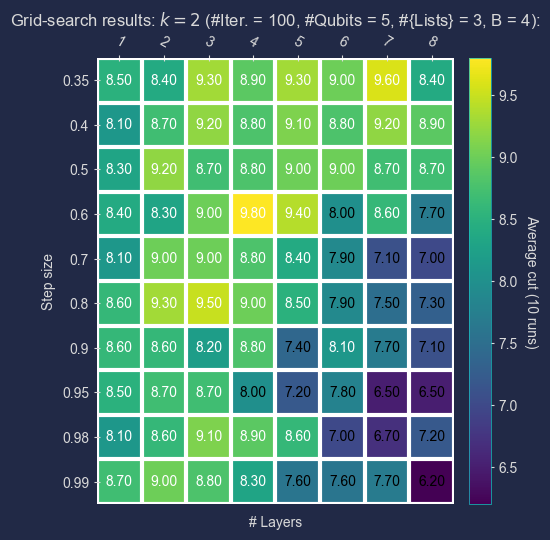 Grid-search results: k = 2 (#Iter. = 100, #Qubits = 5, #{Lists} = 3, B = 4):
1 2 3 4 5 6 7 8
0.35 8.50 8.40 9.30 8.90 9.30 9.00 9.60 8.40
0.4 8.10 8.70 9.20 8.80 9.10 8.80 9.20 8.90
0.5 8.30 9.20 8.70 8.80 9.00 9.00 8.70 8.70
0.6 8.40 8.30 9.00 9.80 9.40 8.00 8.60 7.70
0.7 8.10 9.00 9.00 8.80 8.40 7.90 7.10 7.00
0.8 8.60 9.30 9.50 9.00 8.50 7.90 7.50 7.30
0.9 8.60 8.60 8.20 8.80 7.40 8.10 7.70 7.10
0.95 8.50 8.70 8.70 8.00 7.20 7.80 6.50 6.50
0.98 8.10 8.60 9.10 8.90 8.60 7.00 6.70 7.20
0.99 8.70 9.00 8.80 8.30 7.60 7.60 7.70 6.20
Step size
# Layers
9.5
9.0
8.5
8.0
7.5
7.0
6.5
Average cut (10 runs)